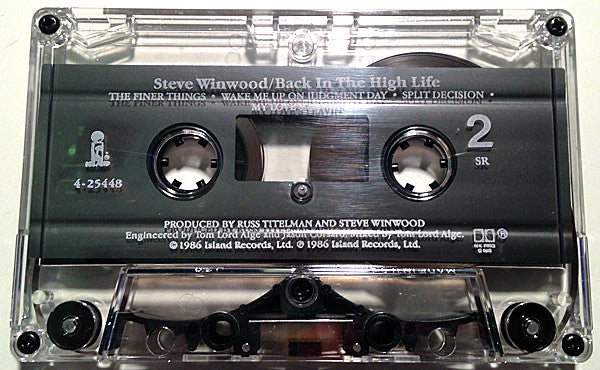 Steve Winwood/Back In The High Life
THE FINER THINGS • WAKE ME UP ON JUDGMENT DAY • SPLIT DECISION •
MY LOVE'S LEAVIN'
2
SR
4-25448
PRODUCED BY RUSS TITELMAN AND STEVE WINWOOD
Engineered by Tom Lord Alge and Jason Corsaro. Mixed by Tom Lord Alge.
© 1986 Island Records, Ltd. ℗ 1986 Island Records, Ltd.
MADE IN U.S.A.